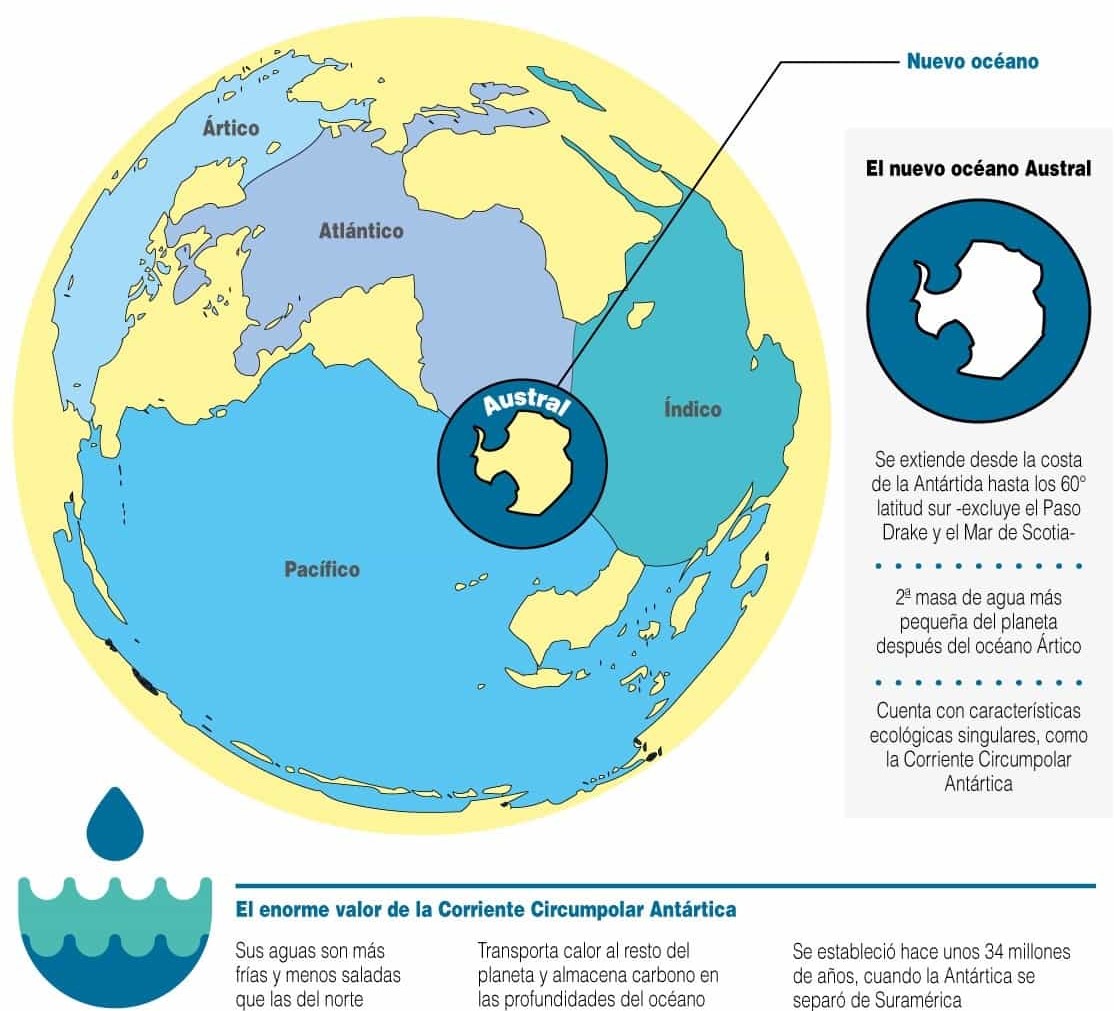 Nuevo océano
Ártico
Atlántico
Austral
Índico
Pacífico
El nuevo océano Austral
Se extiende desde la costa
de la Antártida hasta los 60°
latitud sur -excluye el Paso
Drake y el Mar de Scotia-
2ª masa de agua más
pequeña del planeta
después del océano Ártico
Cuenta con características
ecológicas singulares, como
la Corriente Circumpolar
Antártica
El enorme valor de la Corriente Circumpolar Antártica
Sus aguas son más
frías y menos saladas
que las del norte
Transporta calor al resto del
planeta y almacena carbono en
las profundidades del océano
Se estableció hace unos 34 millones
de años, cuando la Antártica se
separó de Suramérica